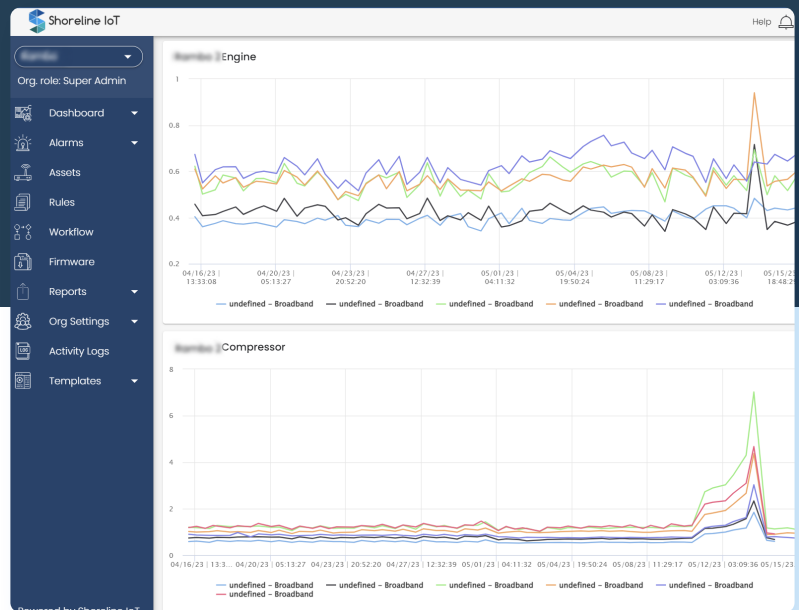 Shoreline IoT
Help
Org. role: Super Admin
Dashboard
Alarms
Assets
Rules
Workflow
Firmware
Reports
Org Settings
Activity Logs
Templates
Powered by Shoreline IoT
Engine
1
0.8
0.6
0.4
0.2
04/16/23 | 04/20/23 | 04/23/23 | 04/27/23 | 05/01/23 | 05/04/23 | 05/08/23 | 05/12/23 | 05/15/23
13:33:08 05:13:27 20:52:20 12:32:39 04:11:32 19:50:24 11:29:17 03:09:36 18:48:29
undefined - Broadband undefined - Broadband undefined - Broadband undefined - Broadband undefined - Broadband
Compressor
8
6
4
2
0
04/16/23 | 13:3... 04/20/23 | 05:13:27 04/23/23 | 20:52:20 04/27/23 | 12:32:39 05/01/23 | 04:11:32 05/04/23 | 19:50:24 05/08/23 | 11:29:17 05/12/23 | 03:09:36 05/15/23
undefined - Broadband undefined - Broadband undefined - Broadband undefined - Broadband undefined - Broadband
undefined - Broadband